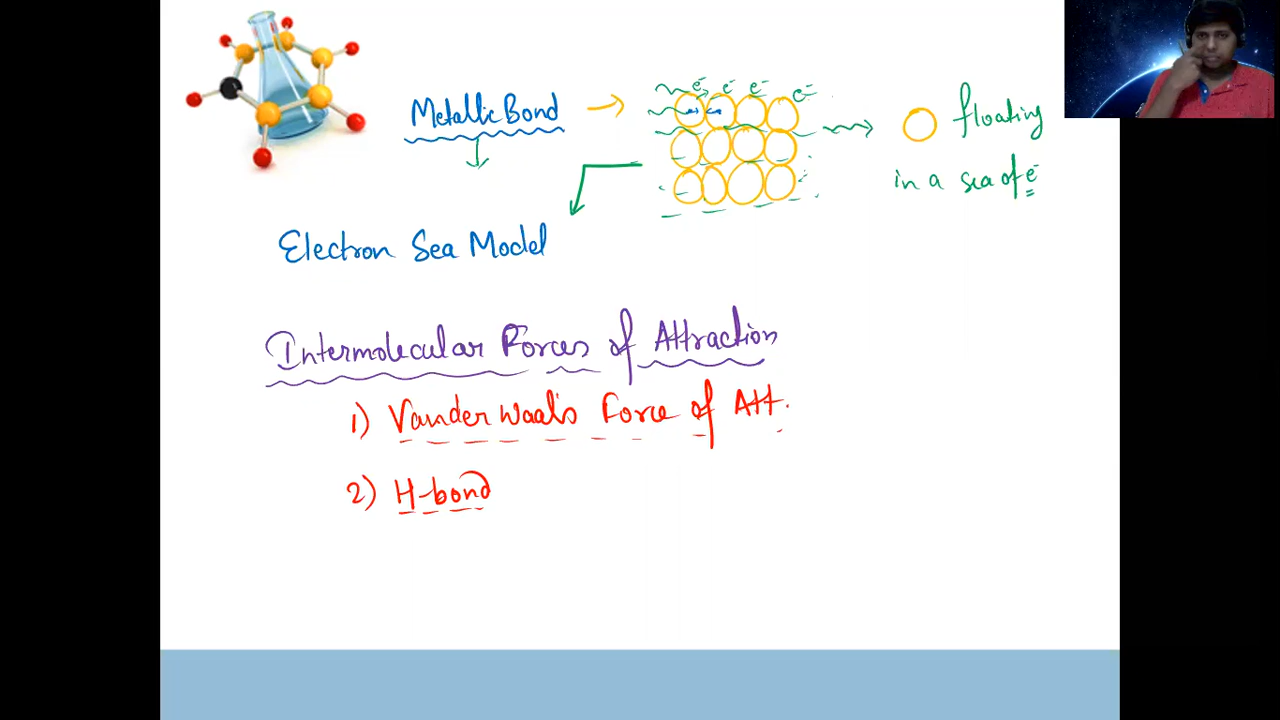 Metallic Bond
e⁻ e⁻ e⁻ e⁻
floating
in a sea of e⁻
Electron Sea Model
Intermolecular Forces of Attraction
1) Vander Waal's Force of Att.
2) H-bond